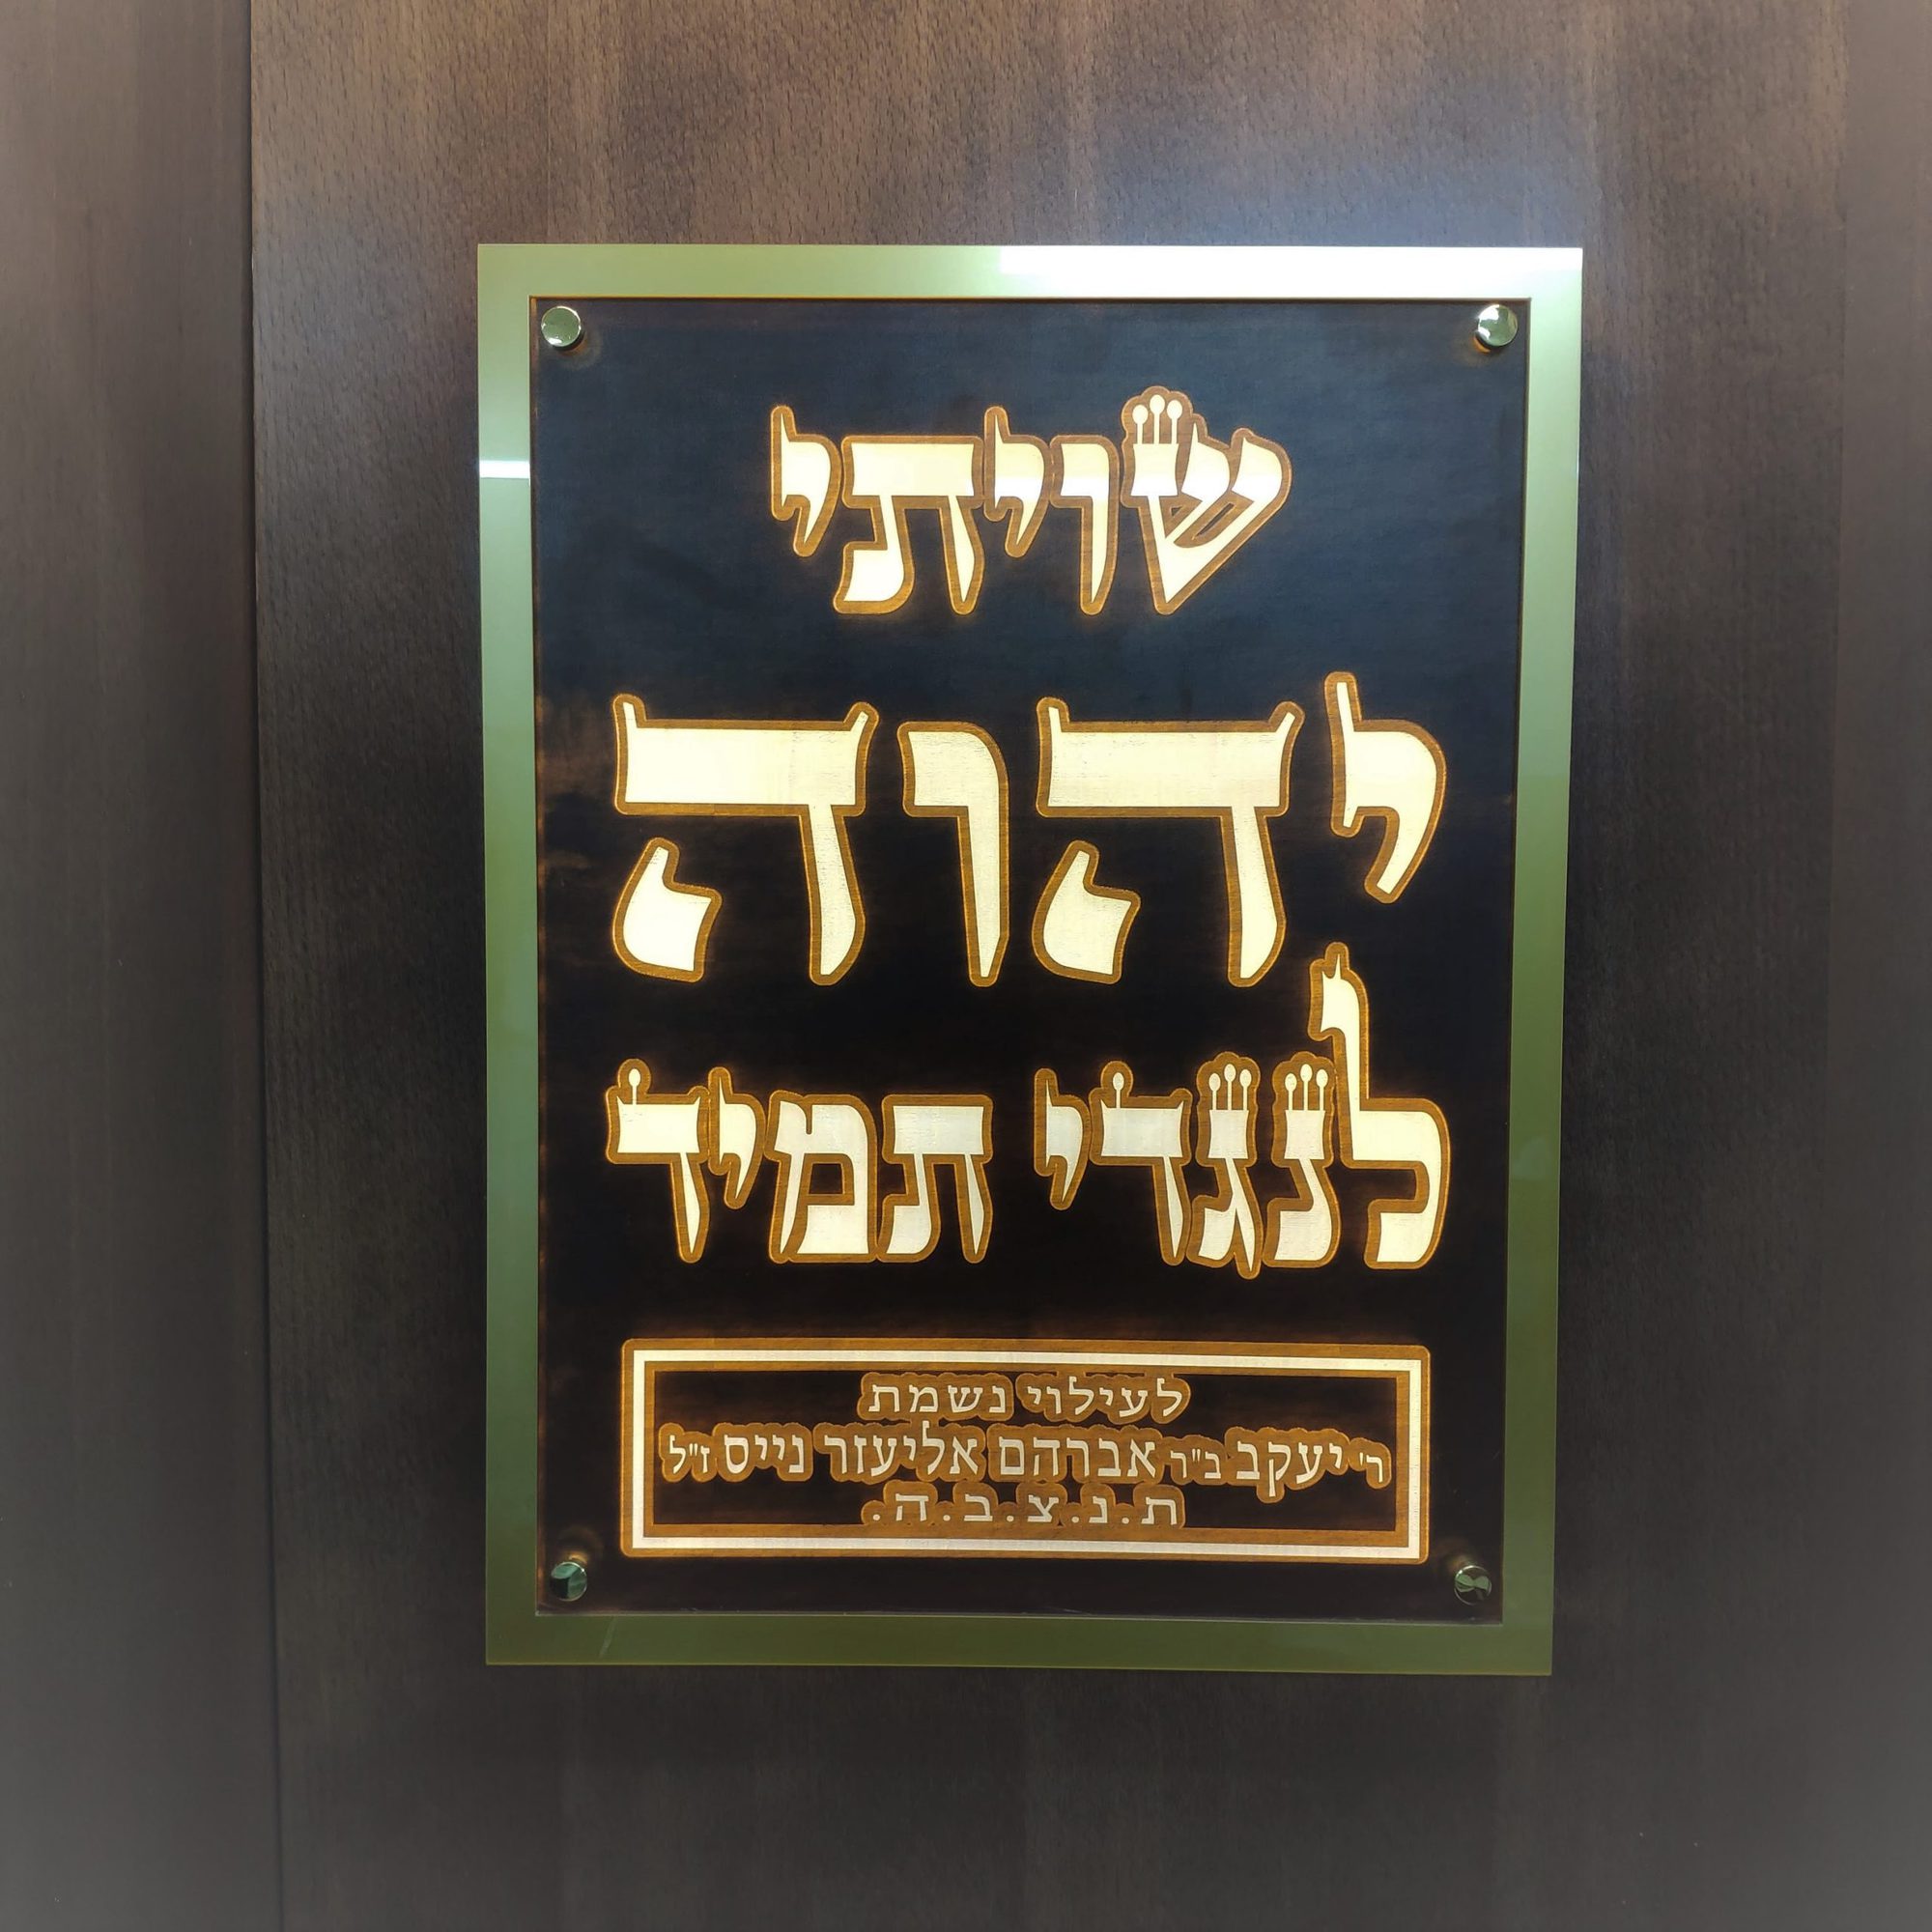 שויתי
יהוה
לנגדי תמיד
לעילוי נשמת
ר' יעקב ב"ר אברהם אליעזר נייס ז"ל
ת.נ.צ.ב.ה.